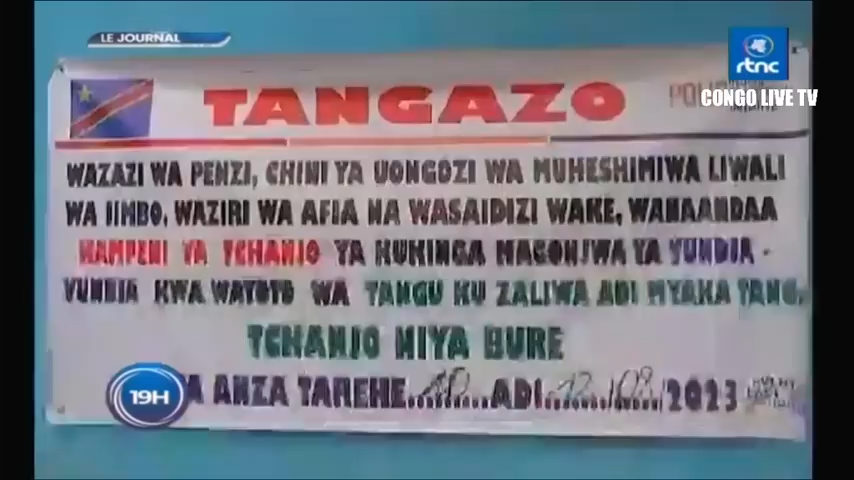 LE JOURNAL
rtnc
CONGO LIVE TV
TANGAZO
WAZAZI WA PENZI, CHINI YA UONGOZI WA MUHESHIMIWA LIWALI
WA JIMBO, WAZIRI WA AFIA NA WASAIDIZI WAKE, WANAANDAA
KAMPENI YA TCHANJO YA KUKINGA MAGONJWA YA VUNDIA -
VUNDIA KWA WATOTO WA TANGU KU ZALIWA ADI MYAKA TANO.
TCHANJO NIYA BURE
ANZA TAREHE..........ADI..12../08./2023
19H